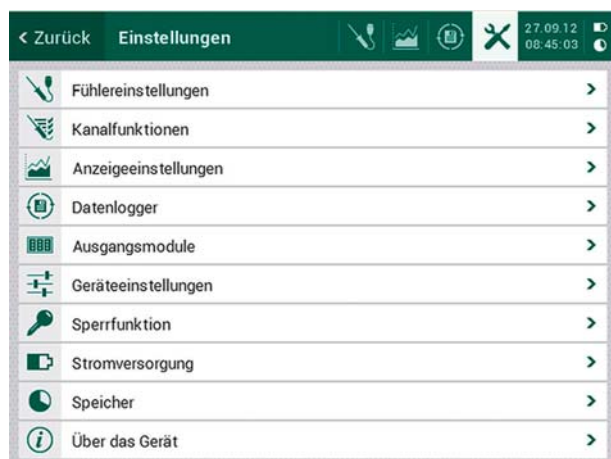 < Zurück Einstellungen 27.09.12
08:45:03
Fühlereinstellungen
Kanalfunktionen
Anzeigeeinstellungen
Datenlogger
Ausgangsmodule
Geräteeinstellungen
Sperrfunktion
Stromversorgung
Speicher
Über das Gerät